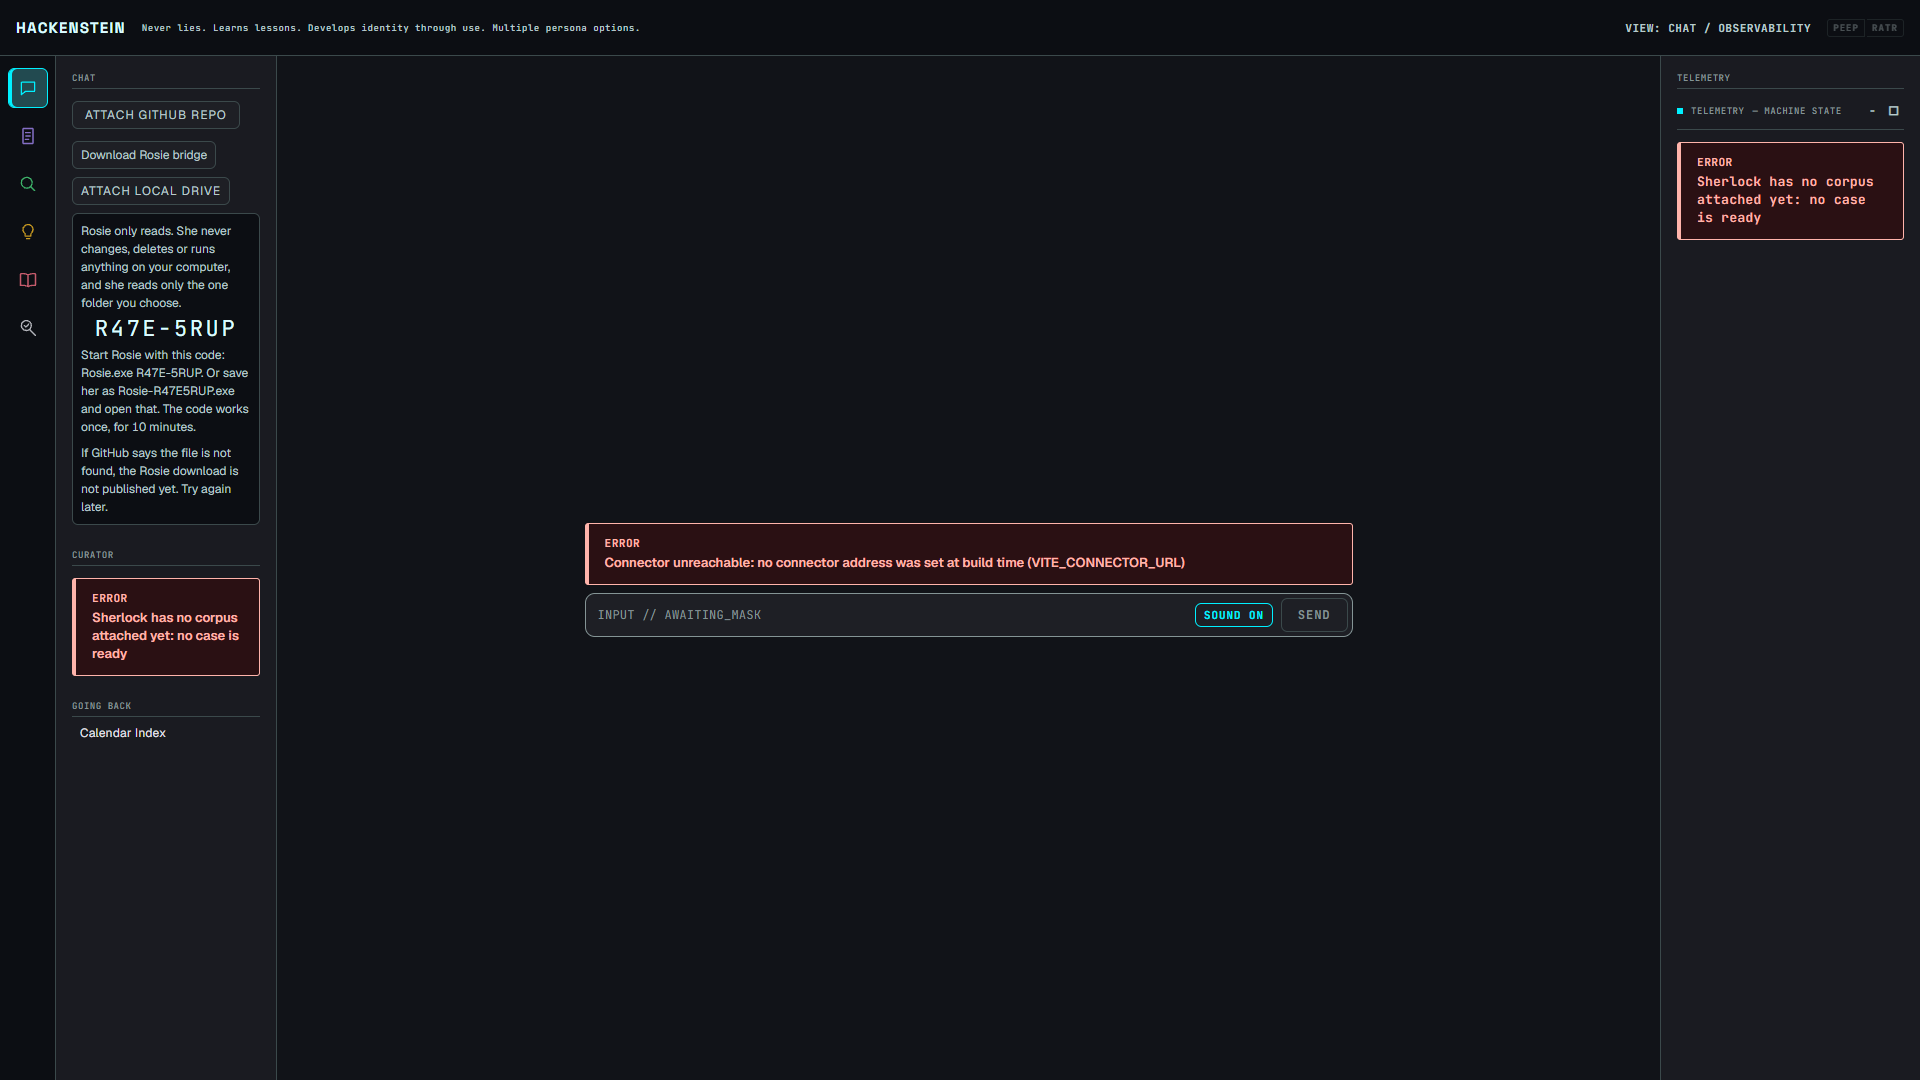 HACKENSTEIN
Never lies. Learns lessons. Develops identity through use. Multiple persona options.
VIEW: CHAT / OBSERVABILITY
PEEP RATR
CHAT
ATTACH GITHUB REPO
Download Rosie bridge
ATTACH LOCAL DRIVE
Rosie only reads. She never
changes, deletes or runs
anything on your computer,
and she reads only the one
folder you choose.
R47E-5RUP
Start Rosie with this code:
Rosie.exe R47E-5RUP. Or save
her as Rosie-R47E5RUP.exe
and open that. The code works
once, for 10 minutes.
If GitHub says the file is not
found, the Rosie download is
not published yet. Try again
later.
CURATOR
ERROR
Sherlock has no corpus
attached yet: no case is
ready
GOING BACK
Calendar Index
ERROR
Connector unreachable: no connector address was set at build time (VITE_CONNECTOR_URL)
INPUT // AWAITING_MASK
SOUND ON
SEND
TELEMETRY
TELEMETRY — MACHINE STATE
ERROR
Sherlock has no corpus
attached yet: no case
is ready